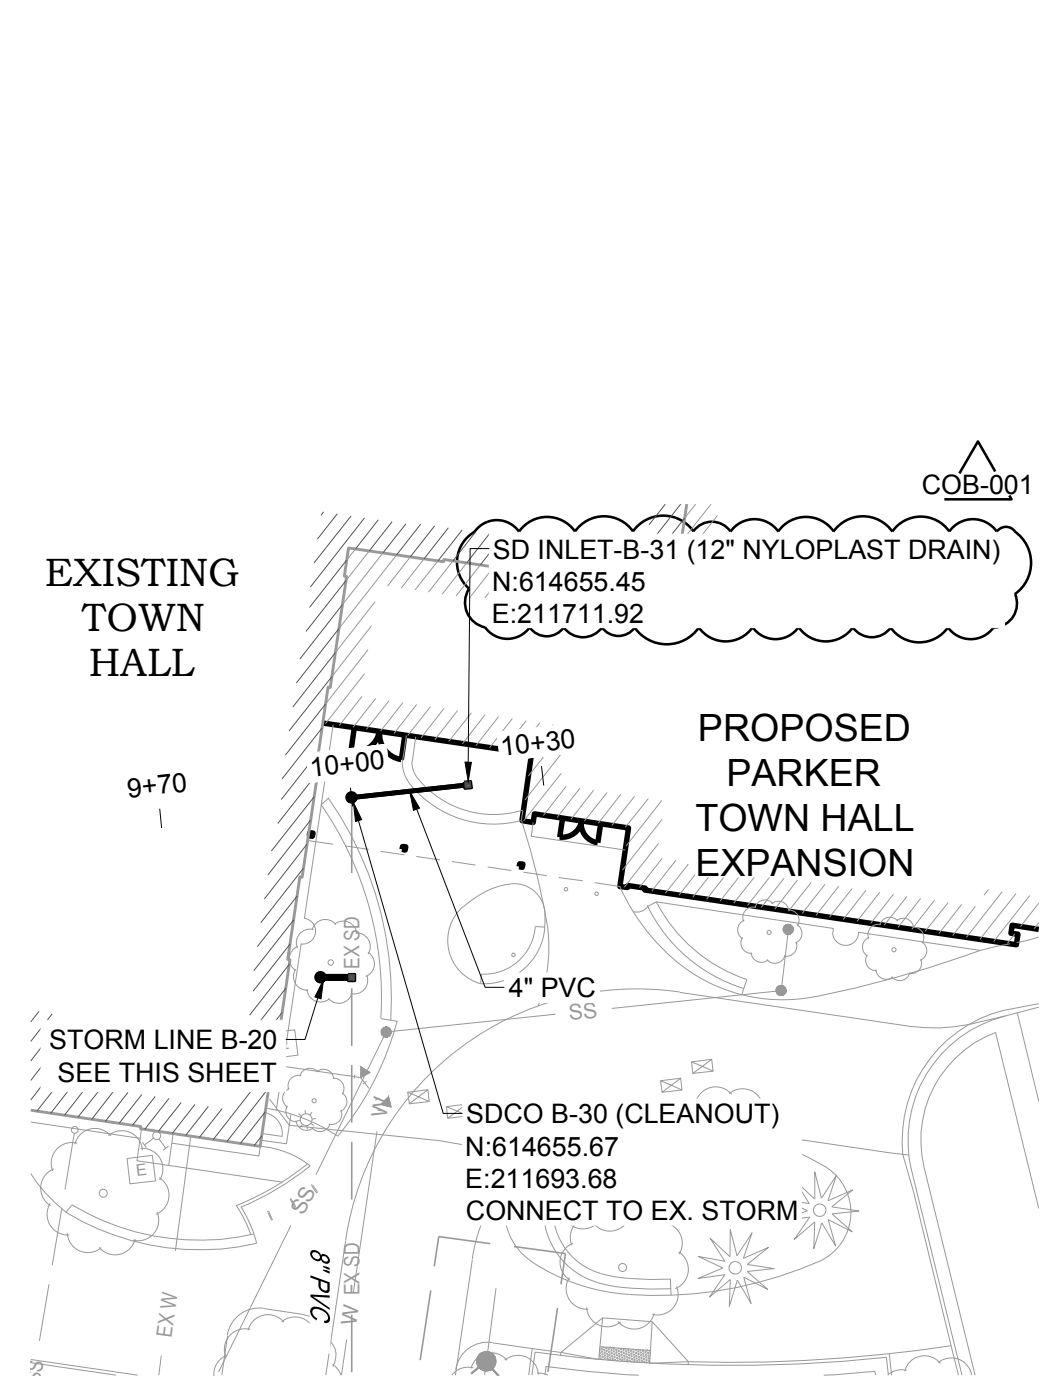 COB-001
SD INLET-B-31 (12" NYLOPLAST DRAIN)
N:614655.45
E:211711.92
EXISTING
TOWN
HALL
PROPOSED
PARKER
TOWN HALL
EXPANSION
10+30
10+00
9+70
EX SD
4" PVC
SS
STORM LINE B-20
SEE THIS SHEET
W
SDCO B-30 (CLEANOUT)
N:614655.67
E:211693.68
CONNECT TO EX. STORM
E
SS
8" PVC
EX SD
W
EX W
SS